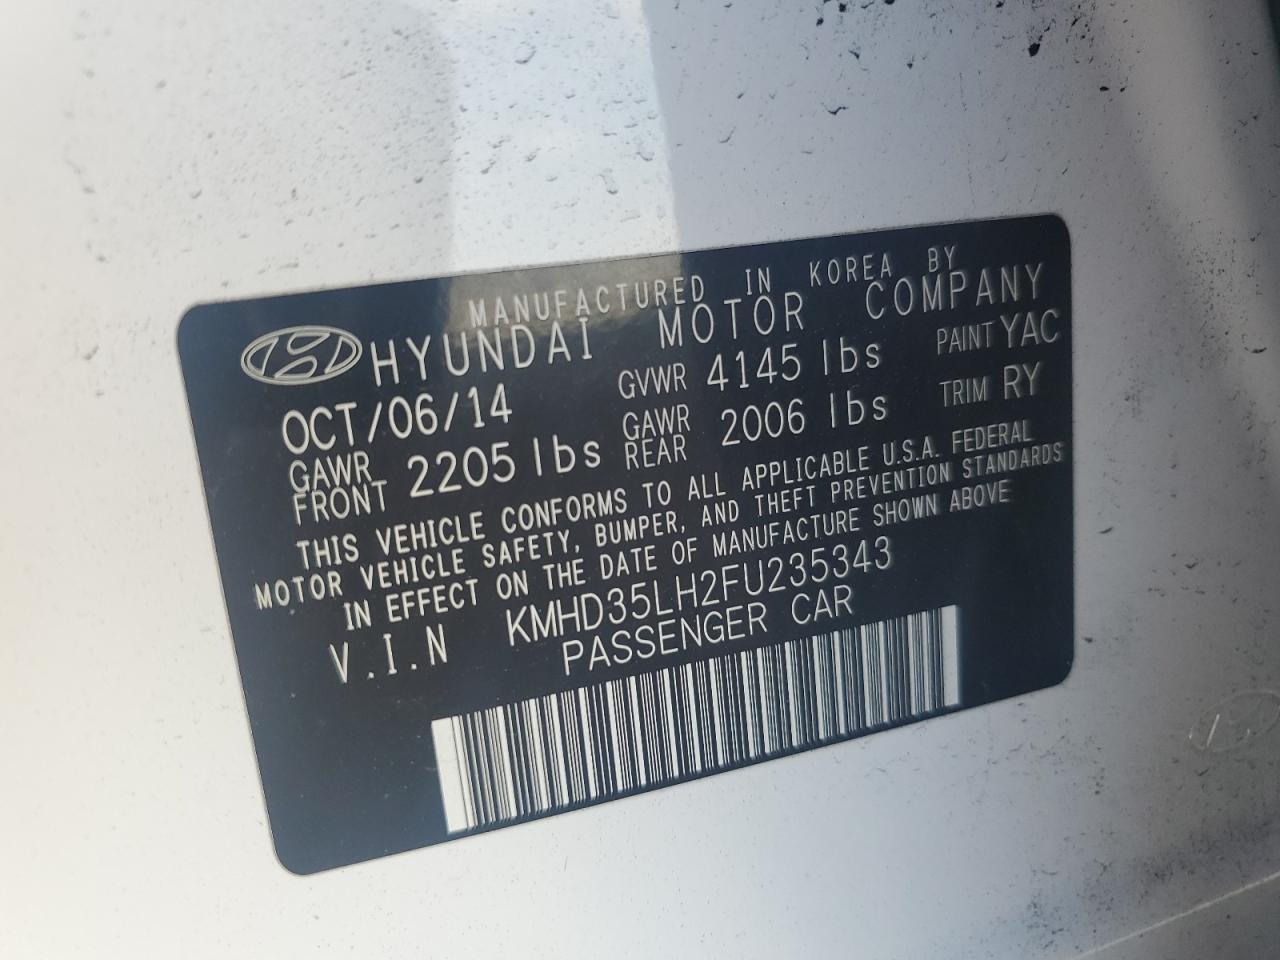 MANUFACTURED IN KOREA BY
HYUNDAI MOTOR COMPANY
OCT/06/14 GVWR 4145 lbs PAINT YAC
GAWR FRONT 2205 lbs GAWR REAR 2006 lbs TRIM RY
THIS VEHICLE CONFORMS TO ALL APPLICABLE U.S.A. FEDERAL
MOTOR VEHICLE SAFETY, BUMPER, AND THEFT PREVENTION STANDARDS
IN EFFECT ON THE DATE OF MANUFACTURE SHOWN ABOVE
V.I.N KMHD35LH2FU235343
PASSENGER CAR